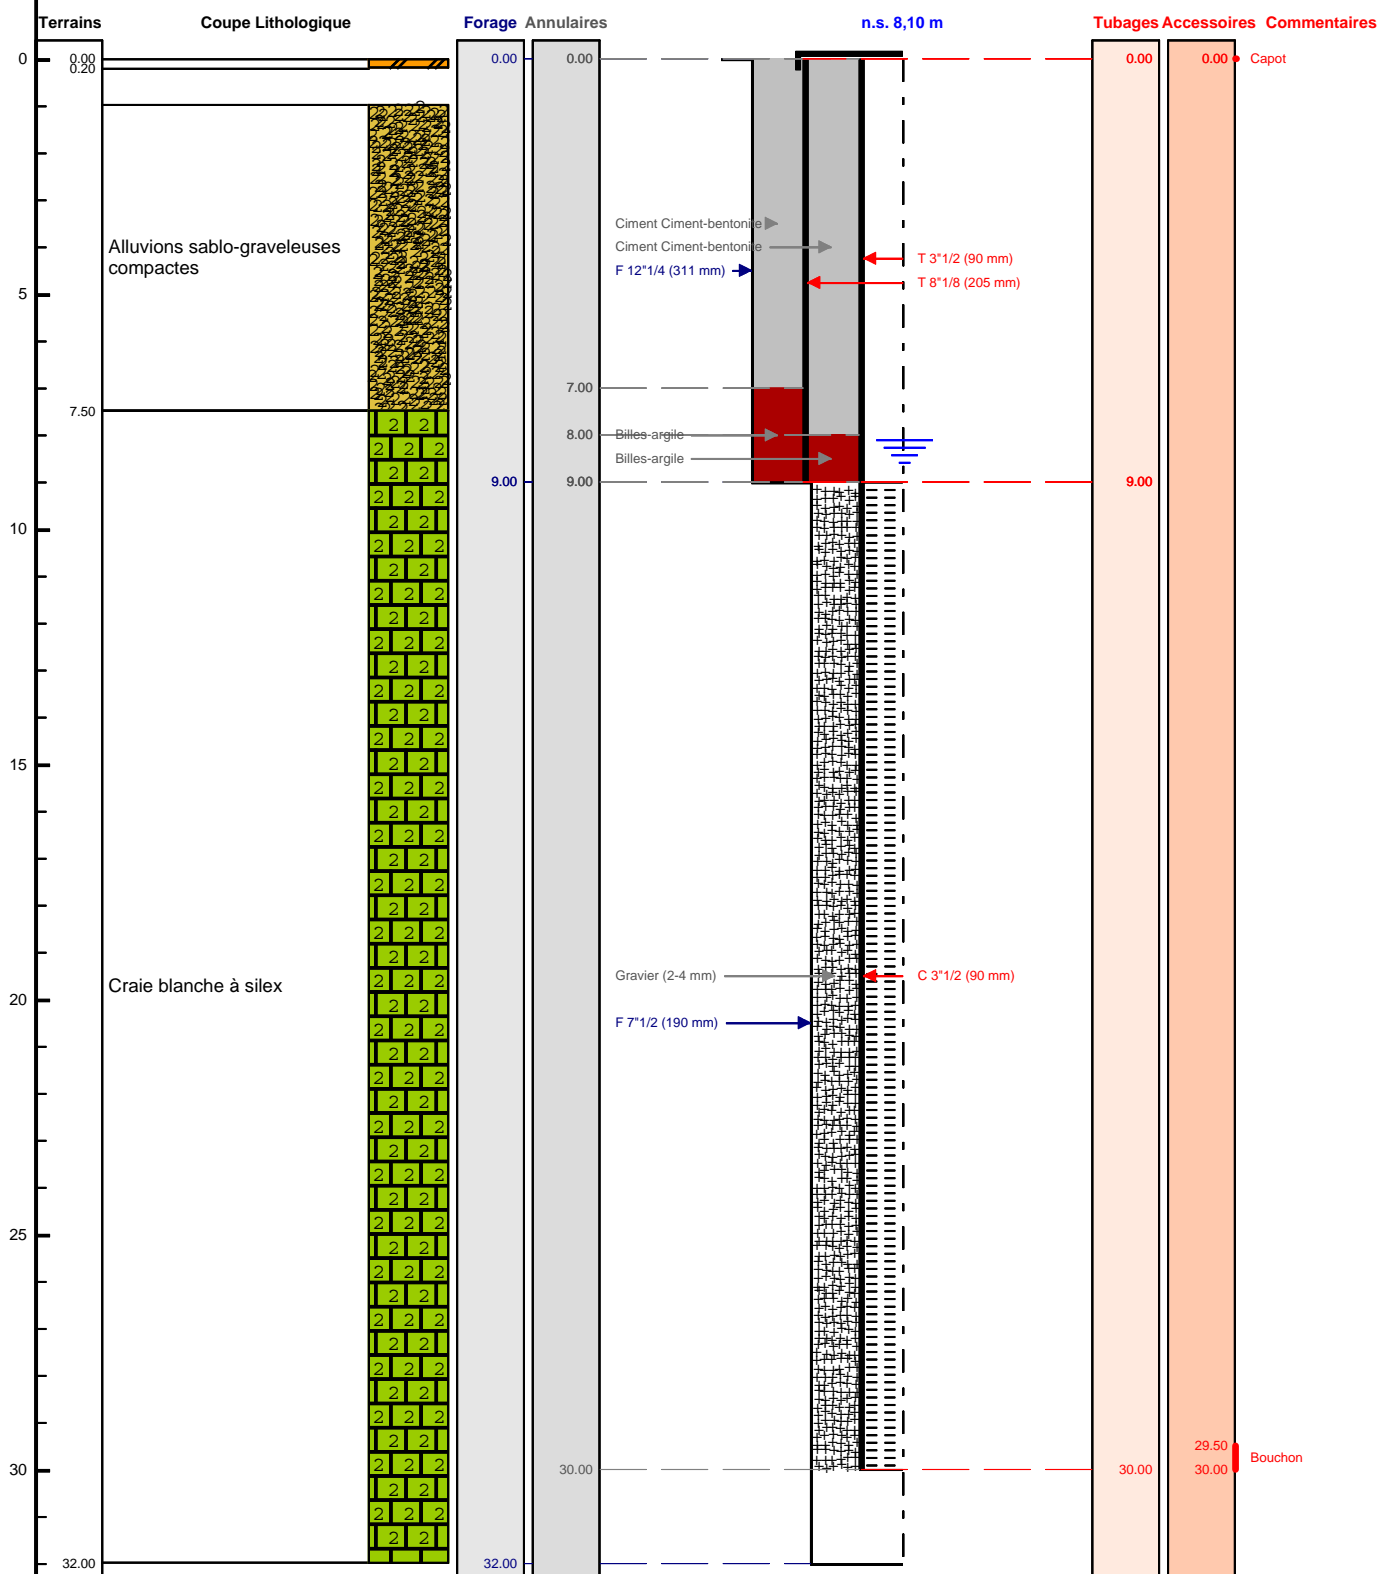 Terrains Coupe Lithologique Forage Annulaires n.s. 8,10 m Tubages Accessoires Commentaires
0 0.00 0.00 0.00 0.00 0.00 Capot
0.20
Ciment Ciment-bentonite
Alluvions sablo-graveleuses
compactes
Ciment Ciment-bentonite
T 3"1/2 (90 mm)
F 12"1/4 (311 mm)
T 8"1/8 (205 mm)
5
7.00
7.50
8.00 Billes-argile
Billes-argile
9.00 9.00 9.00
10
15
Gravier (2-4 mm) C 3"1/2 (90 mm)
Craie blanche à silex
20
F 7"1/2 (190 mm)
25
29.50
Bouchon
30 30.00 30.00 30.00
32.00 32.00